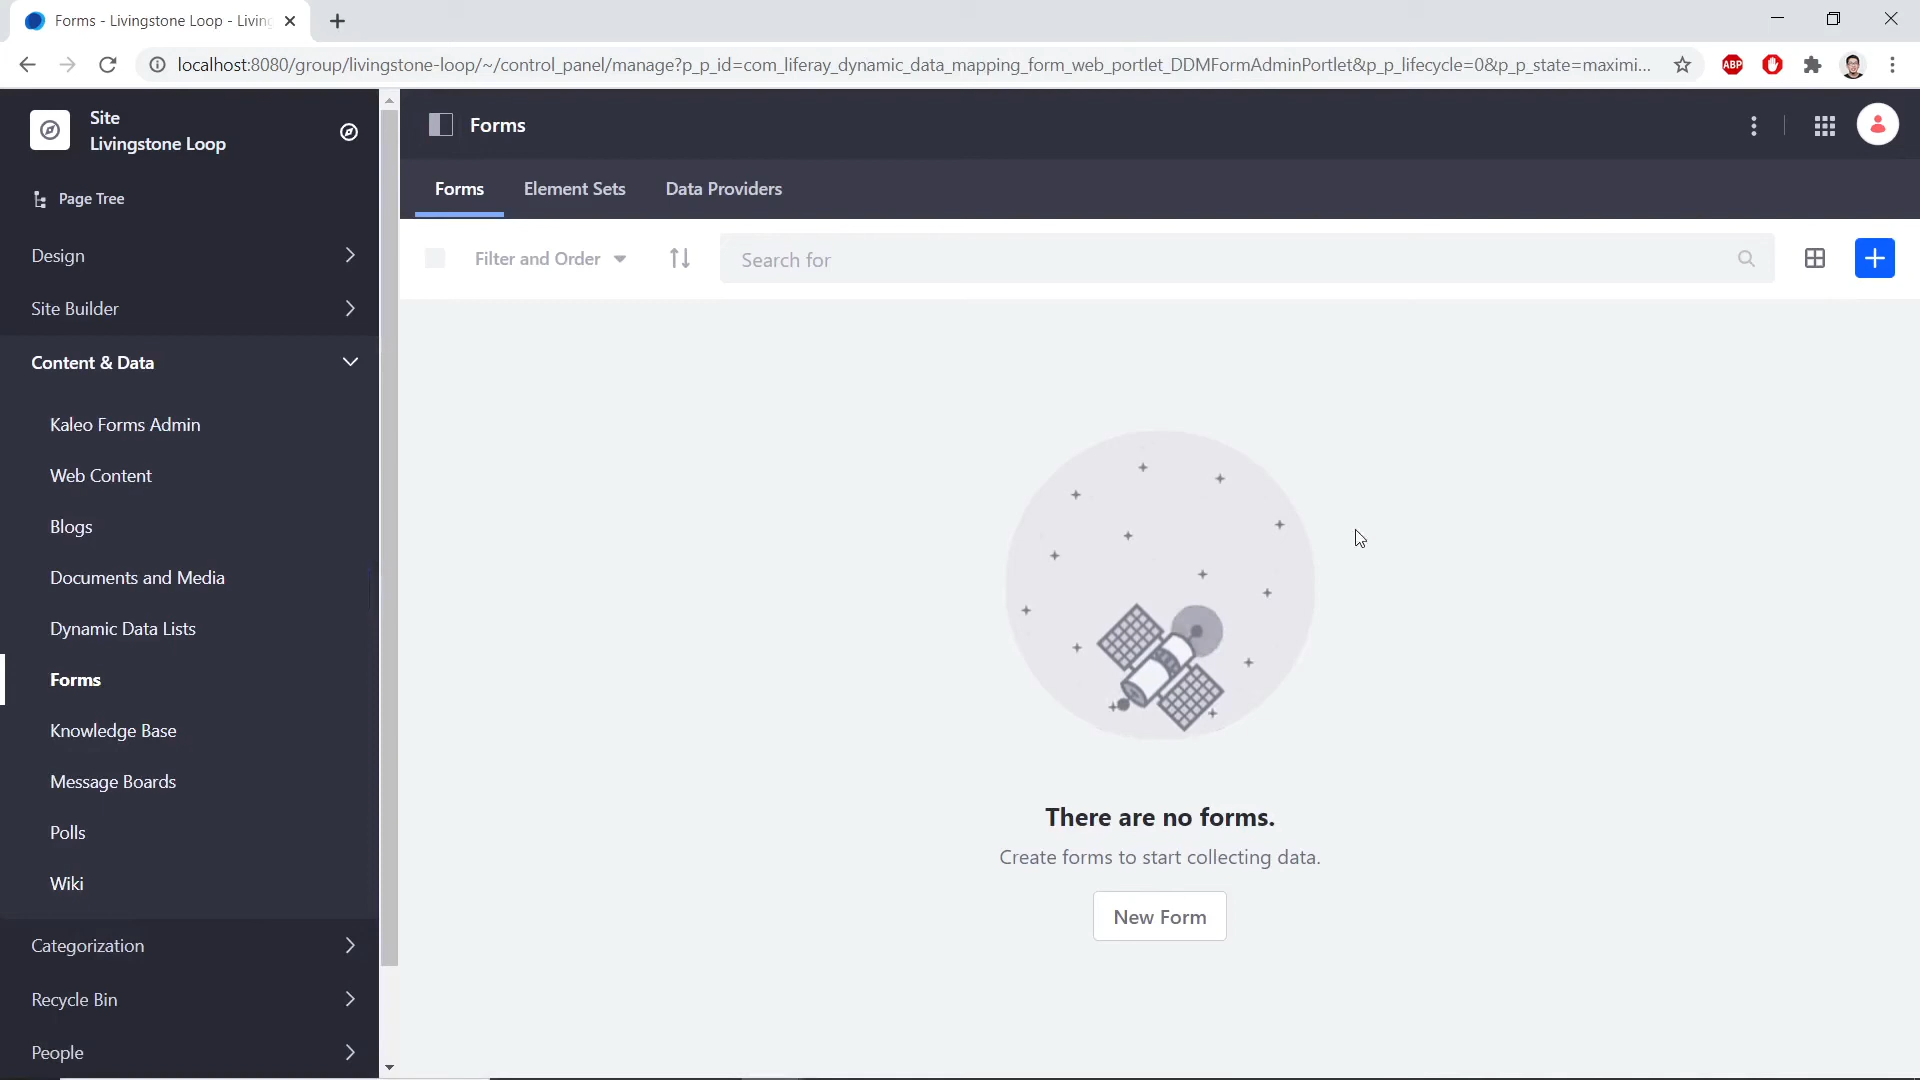 Forms - Livingstone Loop - Living
localhost:8080/group/livingstone-loop/~/control_panel/manage?p_p_id=com_liferay_dynamic_data_mapping_form_web_portlet_DDMFormAdminPortlet&p_p_lifecycle=0&p_p_state=maximi...
ABP
Site
Livingstone Loop
Page Tree
Design
Site Builder
Content & Data
Kaleo Forms Admin
Web Content
Blogs
Documents and Media
Dynamic Data Lists
Forms
Knowledge Base
Message Boards
Polls
Wiki
Categorization
Recycle Bin
People
Forms
Forms Element Sets Data Providers
Filter and Order
Search for
There are no forms.
Create forms to start collecting data.
New Form